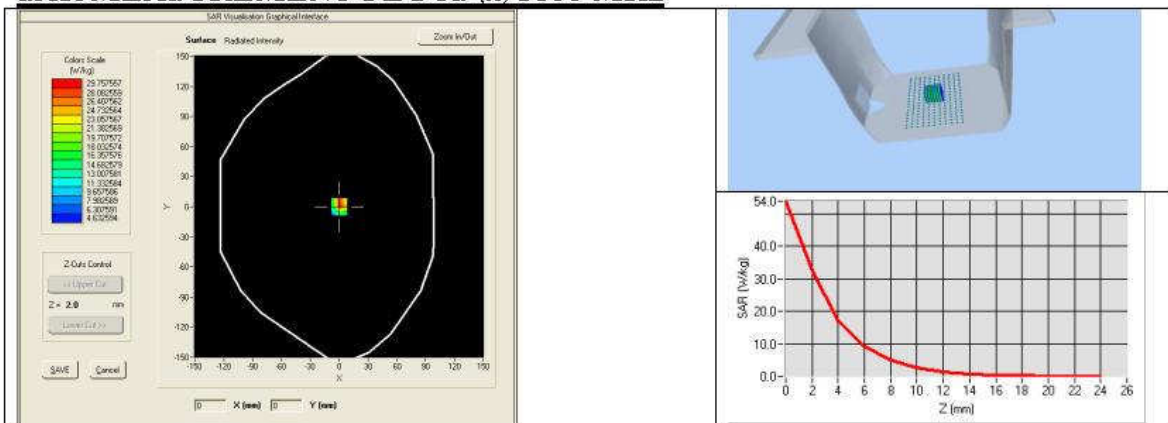 SAR Visualisation Graphical Interface
Surface Radiated Intensity
Zoom In/Out
Colors Scale
(W/kg)
29.757557
28.082559
26.407562
24.732564
23.057567
21.382569
19.707572
18.032574
16.357576
14.682579
13.007581
11.332584
9.657586
7.982589
6.307591
4.632594
Z-Cuts Control
<< Upper Cut
Z = 2.0 mm
Lower Cut >>
SAVE Cancel
150
120
90
60
30
0
-30
-60
-90
-120
-150
Y
-150 -120 -90 -60 -30 0 30 60 90 120 150
X
0 X (mm) 0 Y (mm)
54.0
40.0
30.0
20.0
10.0
0.0
SAR (W/kg)
0 2 4 6 8 10 12 14 16 18 20 22 24 26
Z (mm)